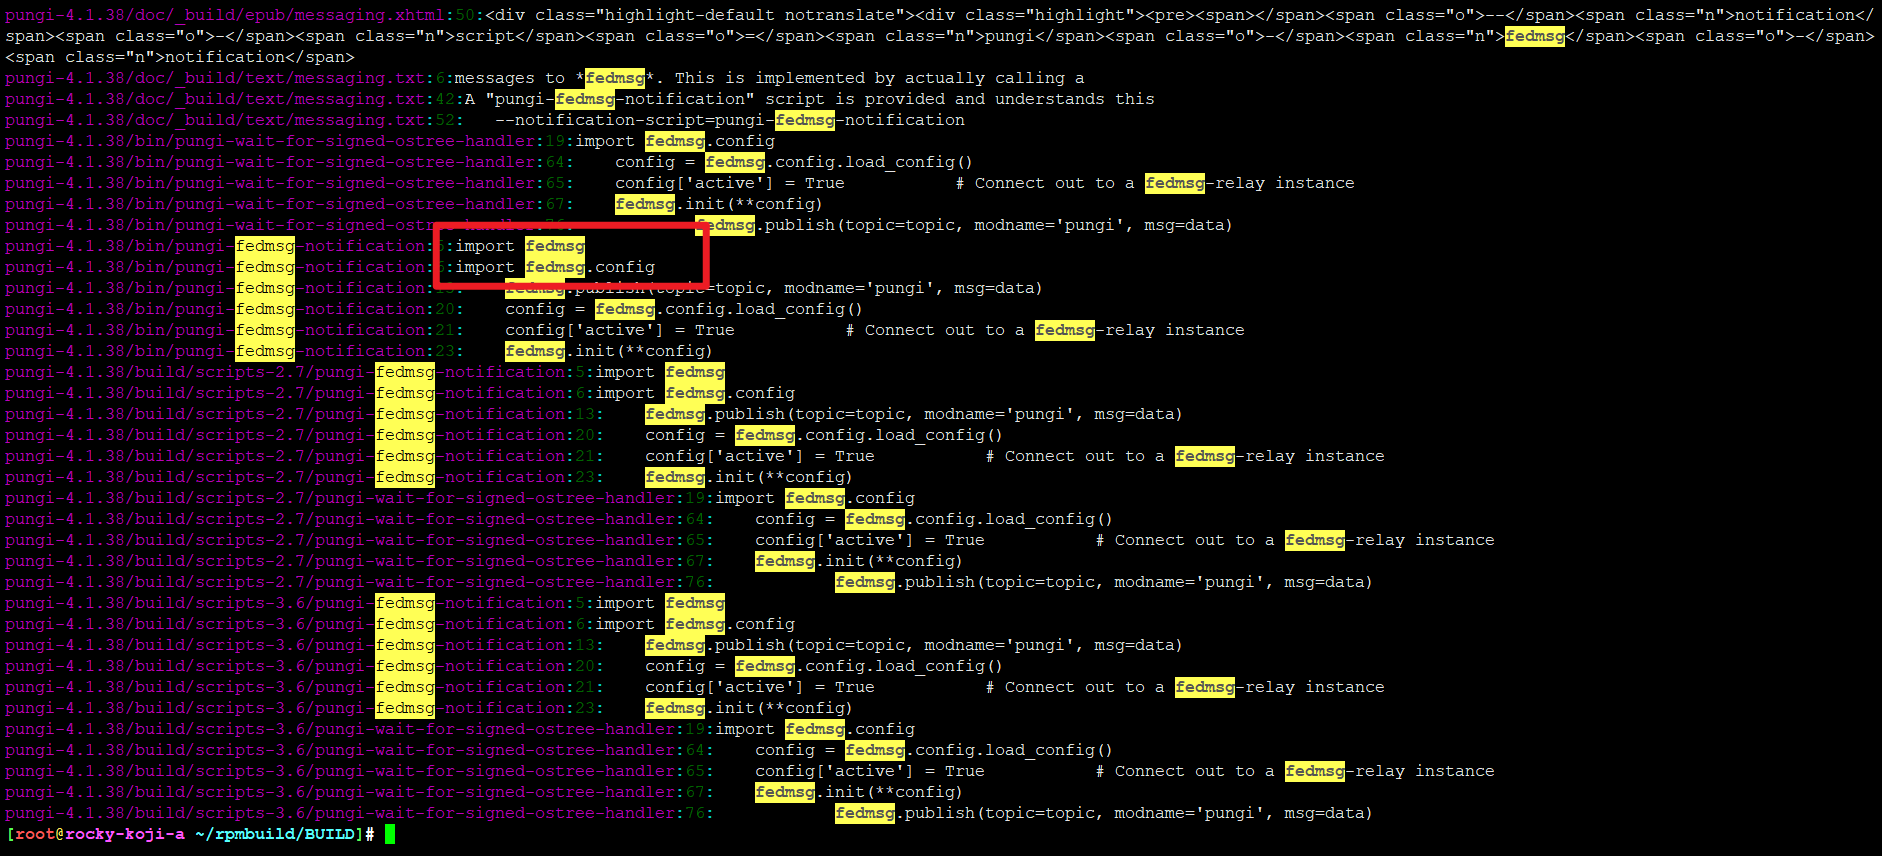 pungi-4.1.38/doc/_build/epub/messaging.xhtml:50:<div class="highlight-default notranslate"><div class="highlight"><pre><span></span><span class="o">--</span><span class="n">notification</
span><span class="o">-</span><span class="n">script</span><span class="o">=</span><span class="n">pungi</span><span class="o">-</span><span class="n">fedmsg</span><span class="o">-</span>
<span class="n">notification</span>
pungi-4.1.38/doc/_build/text/messaging.txt:6:messages to *fedmsg*. This is implemented by actually calling a
pungi-4.1.38/doc/_build/text/messaging.txt:42:A "pungi-fedmsg-notification" script is provided and understands this
pungi-4.1.38/doc/_build/text/messaging.txt:52:   --notification-script=pungi-fedmsg-notification
pungi-4.1.38/bin/pungi-wait-for-signed-ostree-handler:19:import fedmsg.config
pungi-4.1.38/bin/pungi-wait-for-signed-ostree-handler:64:    config = fedmsg.config.load_config()
pungi-4.1.38/bin/pungi-wait-for-signed-ostree-handler:65:    config['active'] = True           # Connect out to a fedmsg-relay instance
pungi-4.1.38/bin/pungi-wait-for-signed-ostree-handler:67:    fedmsg.init(**config)
pungi-4.1.38/bin/pungi-wait-for-signed-ostree-handler:76:            fedmsg.publish(topic=topic, modname='pungi', msg=data)
pungi-4.1.38/bin/pungi-fedmsg-notification: :import fedmsg
pungi-4.1.38/bin/pungi-fedmsg-notification: :import fedmsg.config
pungi-4.1.38/bin/pungi-fedmsg-notification:13:    fedmsg.publish(topic=topic, modname='pungi', msg=data)
pungi-4.1.38/bin/pungi-fedmsg-notification:20:    config = fedmsg.config.load_config()
pungi-4.1.38/bin/pungi-fedmsg-notification:21:    config['active'] = True           # Connect out to a fedmsg-relay instance
pungi-4.1.38/bin/pungi-fedmsg-notification:23:    fedmsg.init(**config)
pungi-4.1.38/build/scripts-2.7/pungi-fedmsg-notification:5:import fedmsg
pungi-4.1.38/build/scripts-2.7/pungi-fedmsg-notification:6:import fedmsg.config
pungi-4.1.38/build/scripts-2.7/pungi-fedmsg-notification:13:    fedmsg.publish(topic=topic, modname='pungi', msg=data)
pungi-4.1.38/build/scripts-2.7/pungi-fedmsg-notification:20:    config = fedmsg.config.load_config()
pungi-4.1.38/build/scripts-2.7/pungi-fedmsg-notification:21:    config['active'] = True           # Connect out to a fedmsg-relay instance
pungi-4.1.38/build/scripts-2.7/pungi-fedmsg-notification:23:    fedmsg.init(**config)
pungi-4.1.38/build/scripts-2.7/pungi-wait-for-signed-ostree-handler:19:import fedmsg.config
pungi-4.1.38/build/scripts-2.7/pungi-wait-for-signed-ostree-handler:64:    config = fedmsg.config.load_config()
pungi-4.1.38/build/scripts-2.7/pungi-wait-for-signed-ostree-handler:65:    config['active'] = True           # Connect out to a fedmsg-relay instance
pungi-4.1.38/build/scripts-2.7/pungi-wait-for-signed-ostree-handler:67:    fedmsg.init(**config)
pungi-4.1.38/build/scripts-2.7/pungi-wait-for-signed-ostree-handler:76:            fedmsg.publish(topic=topic, modname='pungi', msg=data)
pungi-4.1.38/build/scripts-3.6/pungi-fedmsg-notification:5:import fedmsg
pungi-4.1.38/build/scripts-3.6/pungi-fedmsg-notification:6:import fedmsg.config
pungi-4.1.38/build/scripts-3.6/pungi-fedmsg-notification:13:    fedmsg.publish(topic=topic, modname='pungi', msg=data)
pungi-4.1.38/build/scripts-3.6/pungi-fedmsg-notification:20:    config = fedmsg.config.load_config()
pungi-4.1.38/build/scripts-3.6/pungi-fedmsg-notification:21:    config['active'] = True           # Connect out to a fedmsg-relay instance
pungi-4.1.38/build/scripts-3.6/pungi-fedmsg-notification:23:    fedmsg.init(**config)
pungi-4.1.38/build/scripts-3.6/pungi-wait-for-signed-ostree-handler:19:import fedmsg.config
pungi-4.1.38/build/scripts-3.6/pungi-wait-for-signed-ostree-handler:64:    config = fedmsg.config.load_config()
pungi-4.1.38/build/scripts-3.6/pungi-wait-for-signed-ostree-handler:65:    config['active'] = True           # Connect out to a fedmsg-relay instance
pungi-4.1.38/build/scripts-3.6/pungi-wait-for-signed-ostree-handler:67:    fedmsg.init(**config)
pungi-4.1.38/build/scripts-3.6/pungi-wait-for-signed-ostree-handler:76:            fedmsg.publish(topic=topic, modname='pungi', msg=data)
[root@rocky-koji-a ~/rpmbuild/BUILD]#